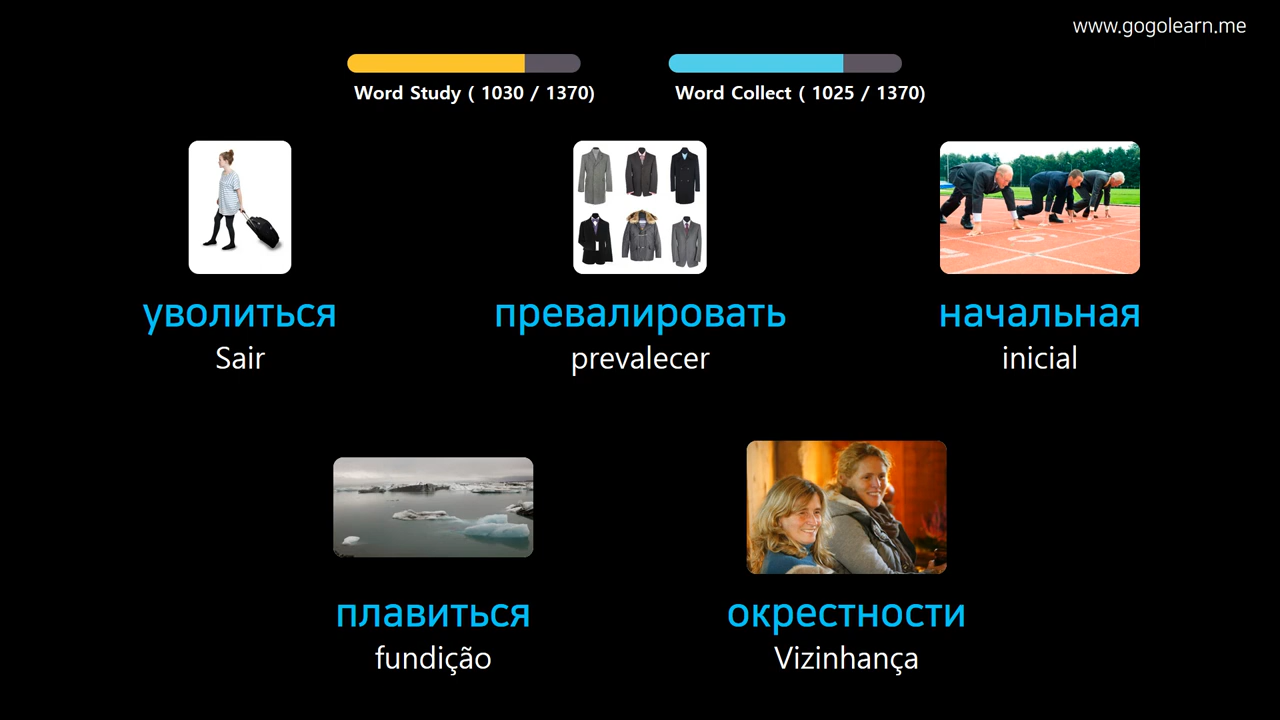 www.gogolearn.me
Word Study ( 1030 / 1370)
Word Collect ( 1025 / 1370)
уволиться
Sair
превалировать
prevalecer
начальная
inicial
плавиться
fundição
окрестности
Vizinhança